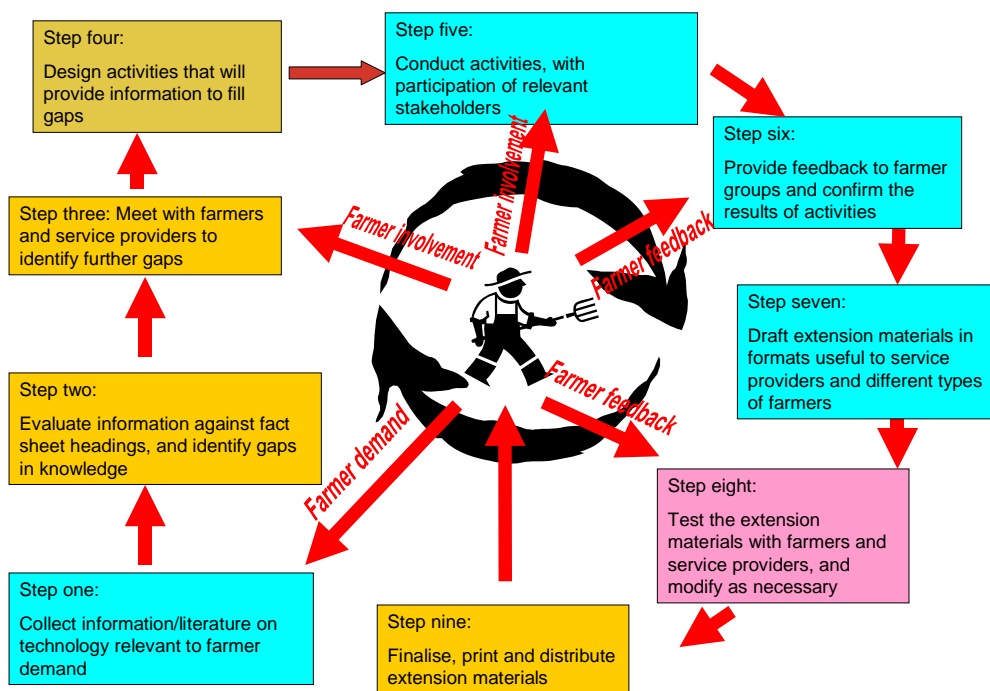 Step four:
Design activities that will
provide information to fill
gaps
Step five:
Conduct activities, with
participation of relevant
stakeholders
Step six:
Provide feedback to farmer
groups and confirm the
results of activities
Step three: Meet with farmers
and service providers to
identify further gaps
Farmer involvement
Farmer involvement
Farmer feedback
Step seven:
Draft extension materials in
formats useful to service
providers and different types
of farmers
Step two:
Evaluate information against fact
sheet headings, and identify gaps
in knowledge
Farmer demand
Farmer feedback
Step eight:
Test the extension
materials with farmers and
service providers, and
modify as necessary
Step one:
Collect information/literature on
technology relevant to farmer
demand
Step nine:
Finalise, print and distribute
extension materials